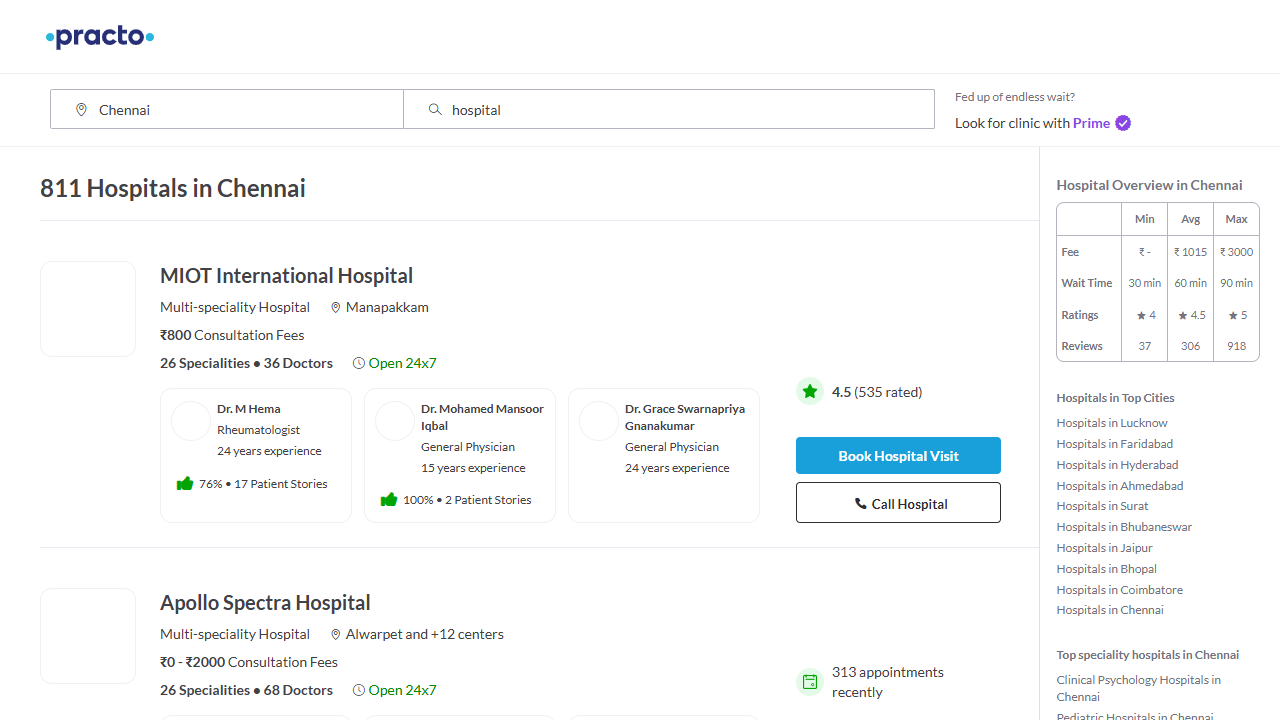 practo
Chennai
hospital
Fed up of endless wait?
Look for clinic with Prime
811 Hospitals in Chennai
MIOT International Hospital
Multi-speciality Hospital Manapakkam
₹800 Consultation Fees
26 Specialities • 36 Doctors Open 24x7
Dr. M Hema
Rheumatologist
24 years experience
76% • 17 Patient Stories
Dr. Mohamed Mansoor
Iqbal
General Physician
15 years experience
100% • 2 Patient Stories
Dr. Grace Swarnapriya
Gnanakumar
General Physician
24 years experience
4.5 (535 rated)
Book Hospital Visit
Call Hospital
Apollo Spectra Hospital
Multi-speciality Hospital Alwarpet and +12 centers
₹0 - ₹2000 Consultation Fees
26 Specialities • 68 Doctors Open 24x7
313 appointments
recently
Hospital Overview in Chennai
Min Avg Max
Fee ₹ - ₹ 1015 ₹ 3000
Wait Time 30 min 60 min 90 min
Ratings ★ 4 ★ 4.5 ★ 5
Reviews 37 306 918
Hospitals in Top Cities
Hospitals in Lucknow
Hospitals in Faridabad
Hospitals in Hyderabad
Hospitals in Ahmedabad
Hospitals in Surat
Hospitals in Bhubaneswar
Hospitals in Jaipur
Hospitals in Bhopal
Hospitals in Coimbatore
Hospitals in Chennai
Top speciality hospitals in Chennai
Clinical Psychology Hospitals in
Chennai
Pediatric Hospitals in Chennai